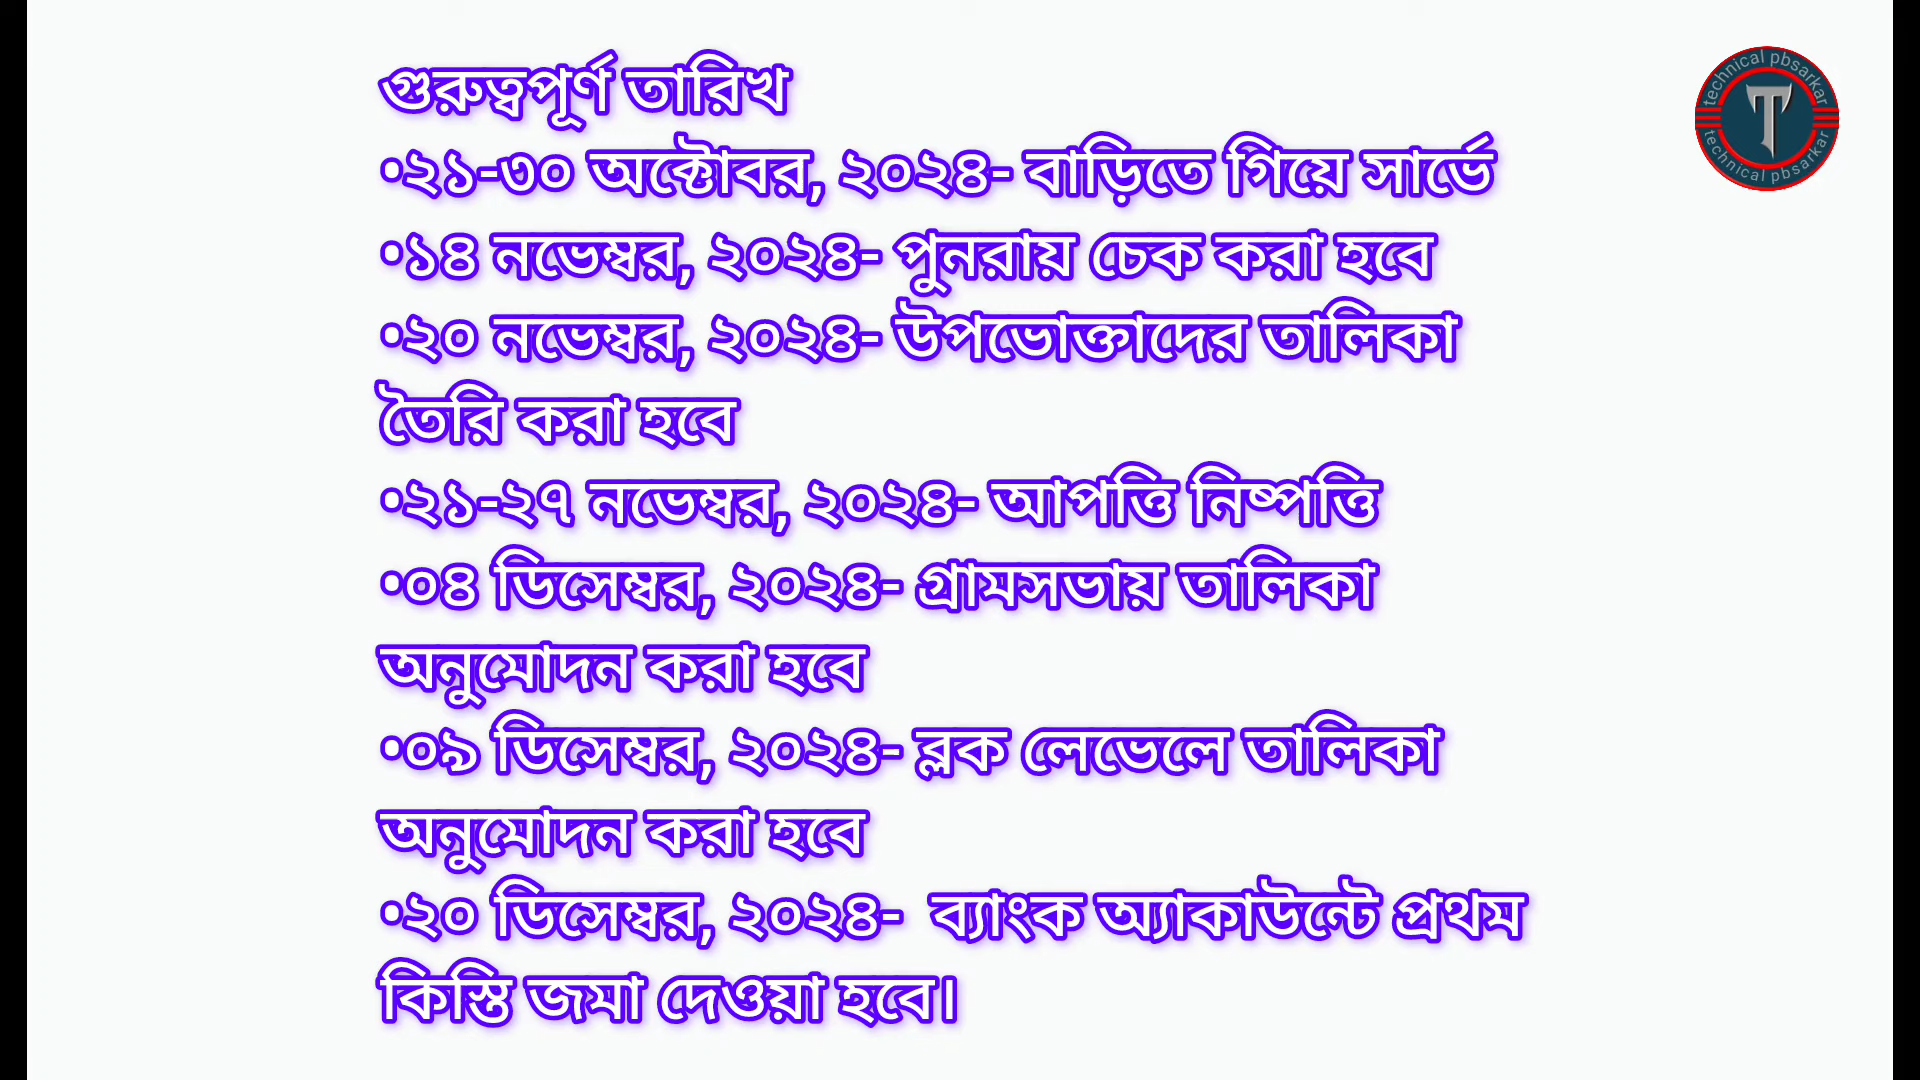 গুরুত্বপূর্ণ তারিখ
•২১-৩০ অক্টোবর, ২০২৪- বাড়িতে গিয়ে সার্ভে
•১৪ নভেম্বর, ২০২৪- পুনরায় চেক করা হবে
•২০ নভেম্বর, ২০২৪- উপভোক্তাদের তালিকা
তৈরি করা হবে
•২১-২৭ নভেম্বর, ২০২৪- আপত্তি নিষ্পত্তি
•০৪ ডিসেম্বর, ২০২৪- গ্রামসভায় তালিকা
অনুমোদন করা হবে
•০৯ ডিসেম্বর, ২০২৪- ব্লক লেভেলে তালিকা
অনুমোদন করা হবে
•২০ ডিসেম্বর, ২০২৪- ব্যাংক অ্যাকাউন্টে প্রথম
কিস্তি জমা দেওয়া হবে।
technical pbsarkar
T
technical pbsarkar